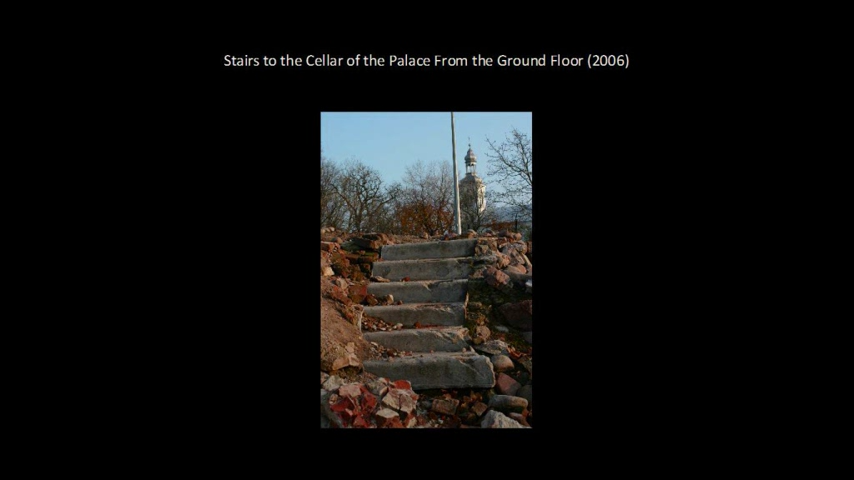 Stairs to the Cellar of the Palace From the Ground Floor (2006)